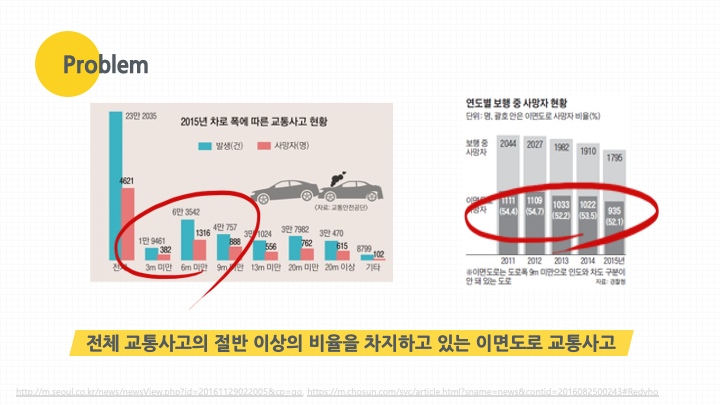 Problem
2015년 차로 폭에 따른 교통사고 현황
발생(건) 사망자(명)
23만 2035
4621
1만 9461
382
6만 3542
1316
4만 757
888
3만 1024
556
3만 7982
762
3만 470
615
8799
102
<자료: 교통안전공단>
전체 3m 미만 6m 미만 9m 미만 13m 미만 20m 미만 20m 이상 기타
연도별 보행 중 사망자 현황
단위: 명, 괄호 안은 이면도로 사망자 비율(%)
보행 중
사망자
2044 2027 1982 1910 1795
이면도로
사망자
1111 1109 1033 1022 935
(54.4) (54.7) (52.2) (53.5) (52.1)
2011 2012 2013 2014 2015년
※이면도로는 도로폭 9m 미만으로 인도와 차도 구분이
안 돼 있는 도로
자료: 경찰청
전체 교통사고의 절반 이상의 비율을 차지하고 있는 이면도로 교통사고
http://m.seoul.co.kr/news/newsView.php?id=20161129022005&cp=go, https://m.chosun.com/svc/article.html?sname=news&contid=2016082500243#Redyho